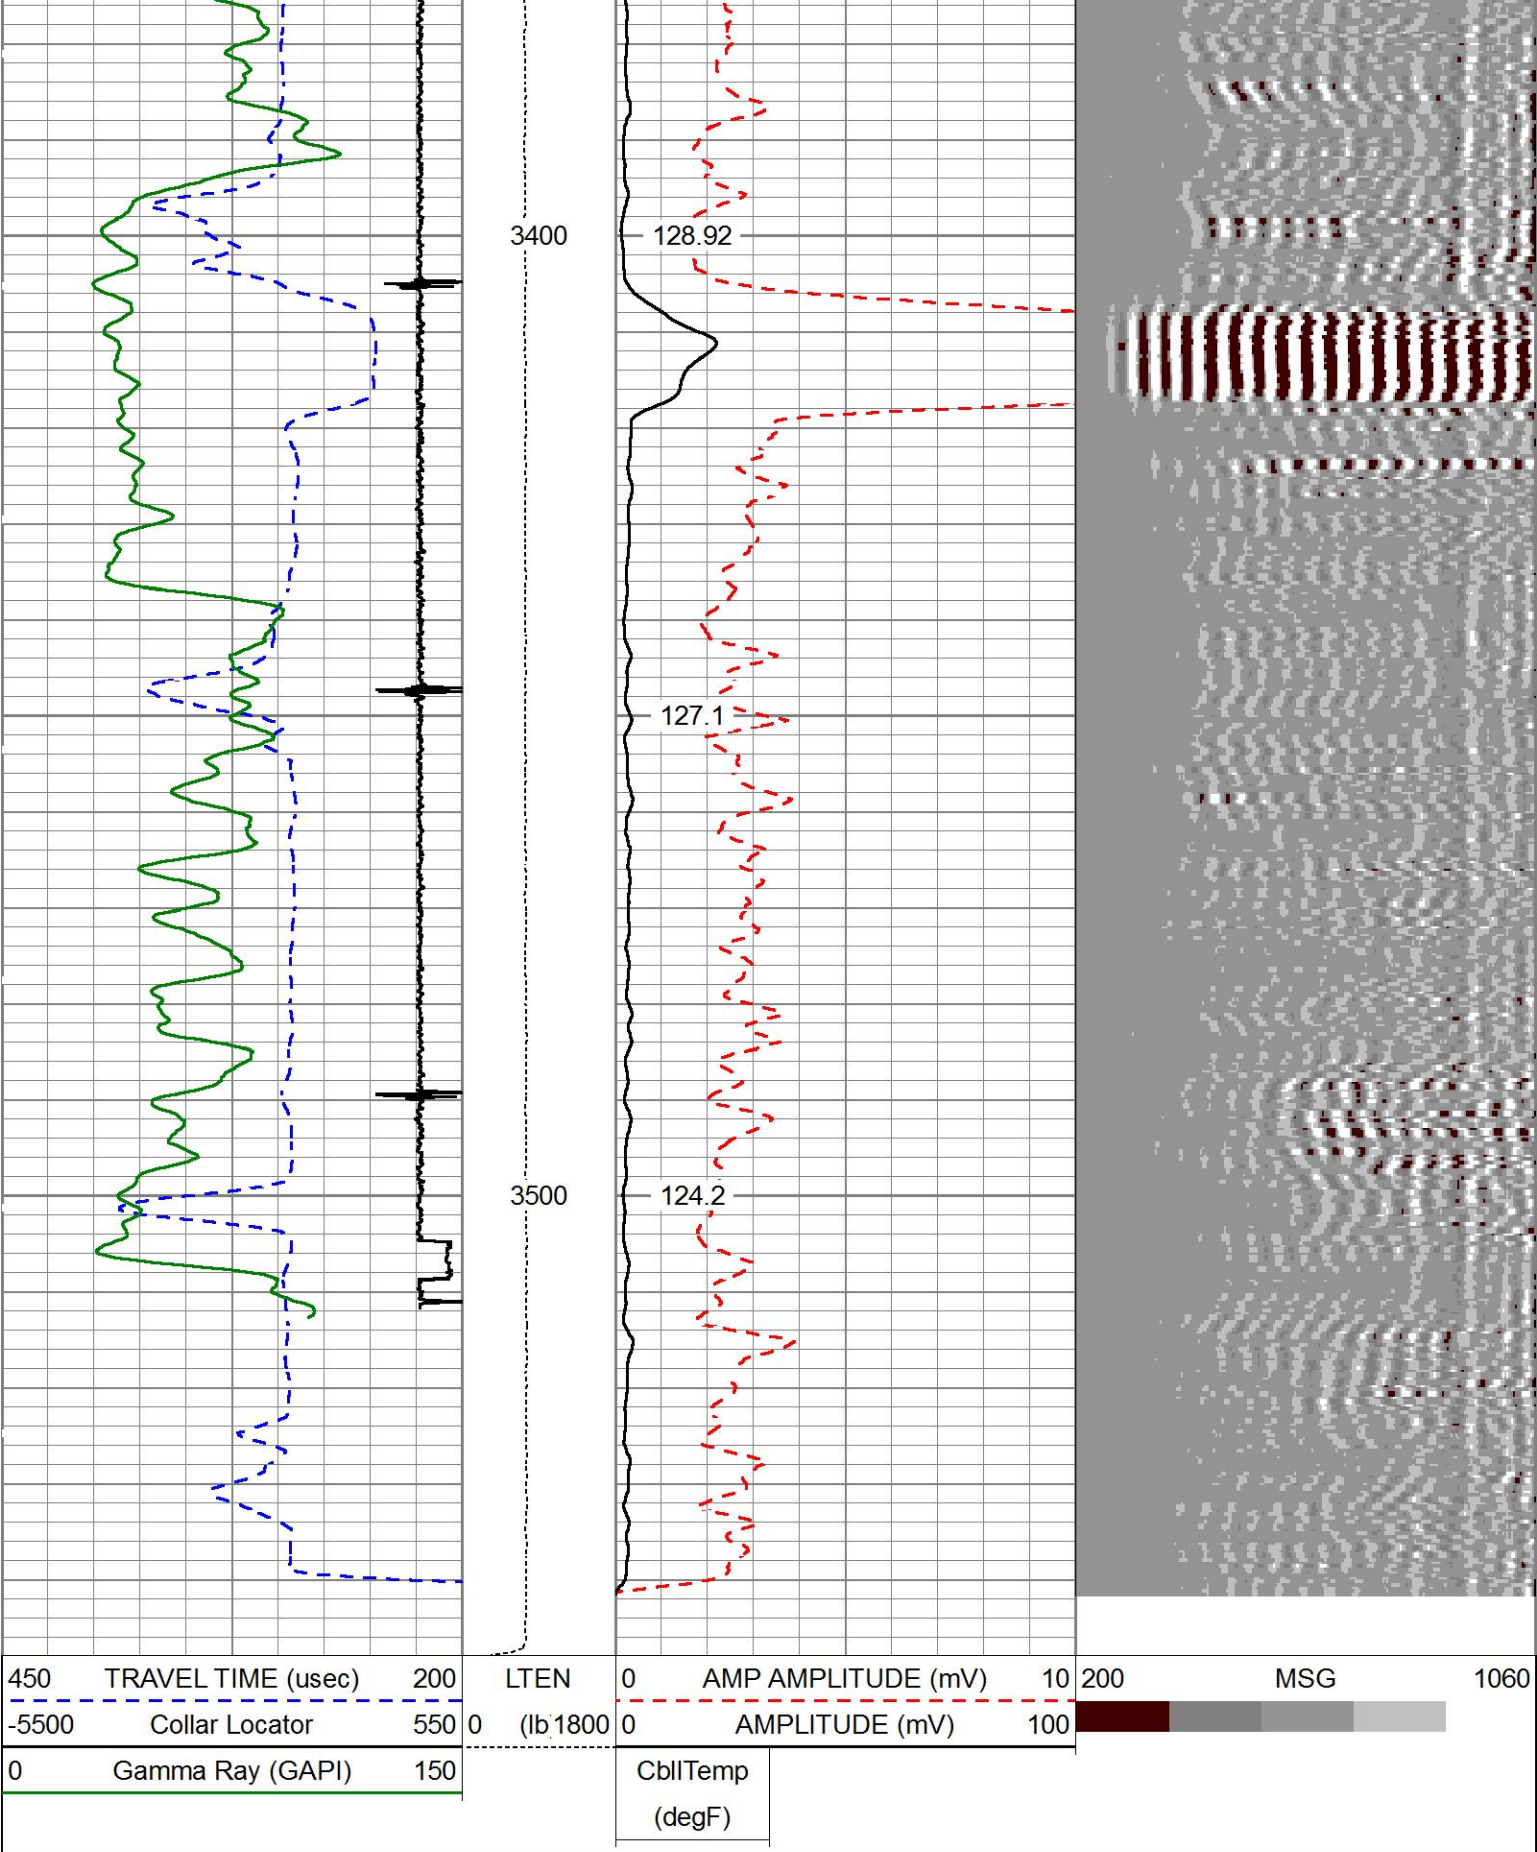 3400 128.92
127.1
3500 124.2
450 TRAVEL TIME (usec) 200 LTEN 0 AMP AMPLITUDE (mV) 10 200 MSG 1060
-5500 Collar Locator 550 0 (lb 1800 0 AMPLITUDE (mV) 100
0 Gamma Ray (GAPI) 150 CbllTemp
(degF)